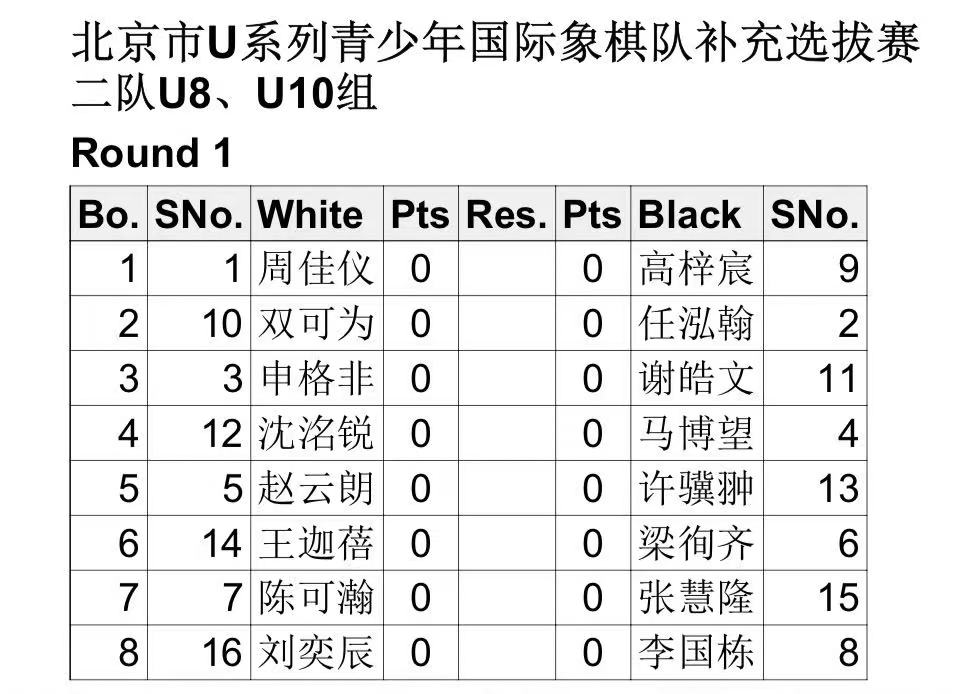 北京市U系列青少年国际象棋队补充选拔赛
二队U8、U10组
Round 1
Bo. SNo. White Pts Res. Pts Black SNo.
1 1 周佳仪 0 0 高梓宸 9
2 10 双可为 0 0 任泓翰 2
3 3 申格非 0 0 谢皓文 11
4 12 沈洺锐 0 0 马博望 4
5 5 赵云朗 0 0 许骥翀 13
6 14 王迦蓓 0 0 梁徇齐 6
7 7 陈可瀚 0 0 张慧隆 15
8 16 刘奕辰 0 0 李国栋 8